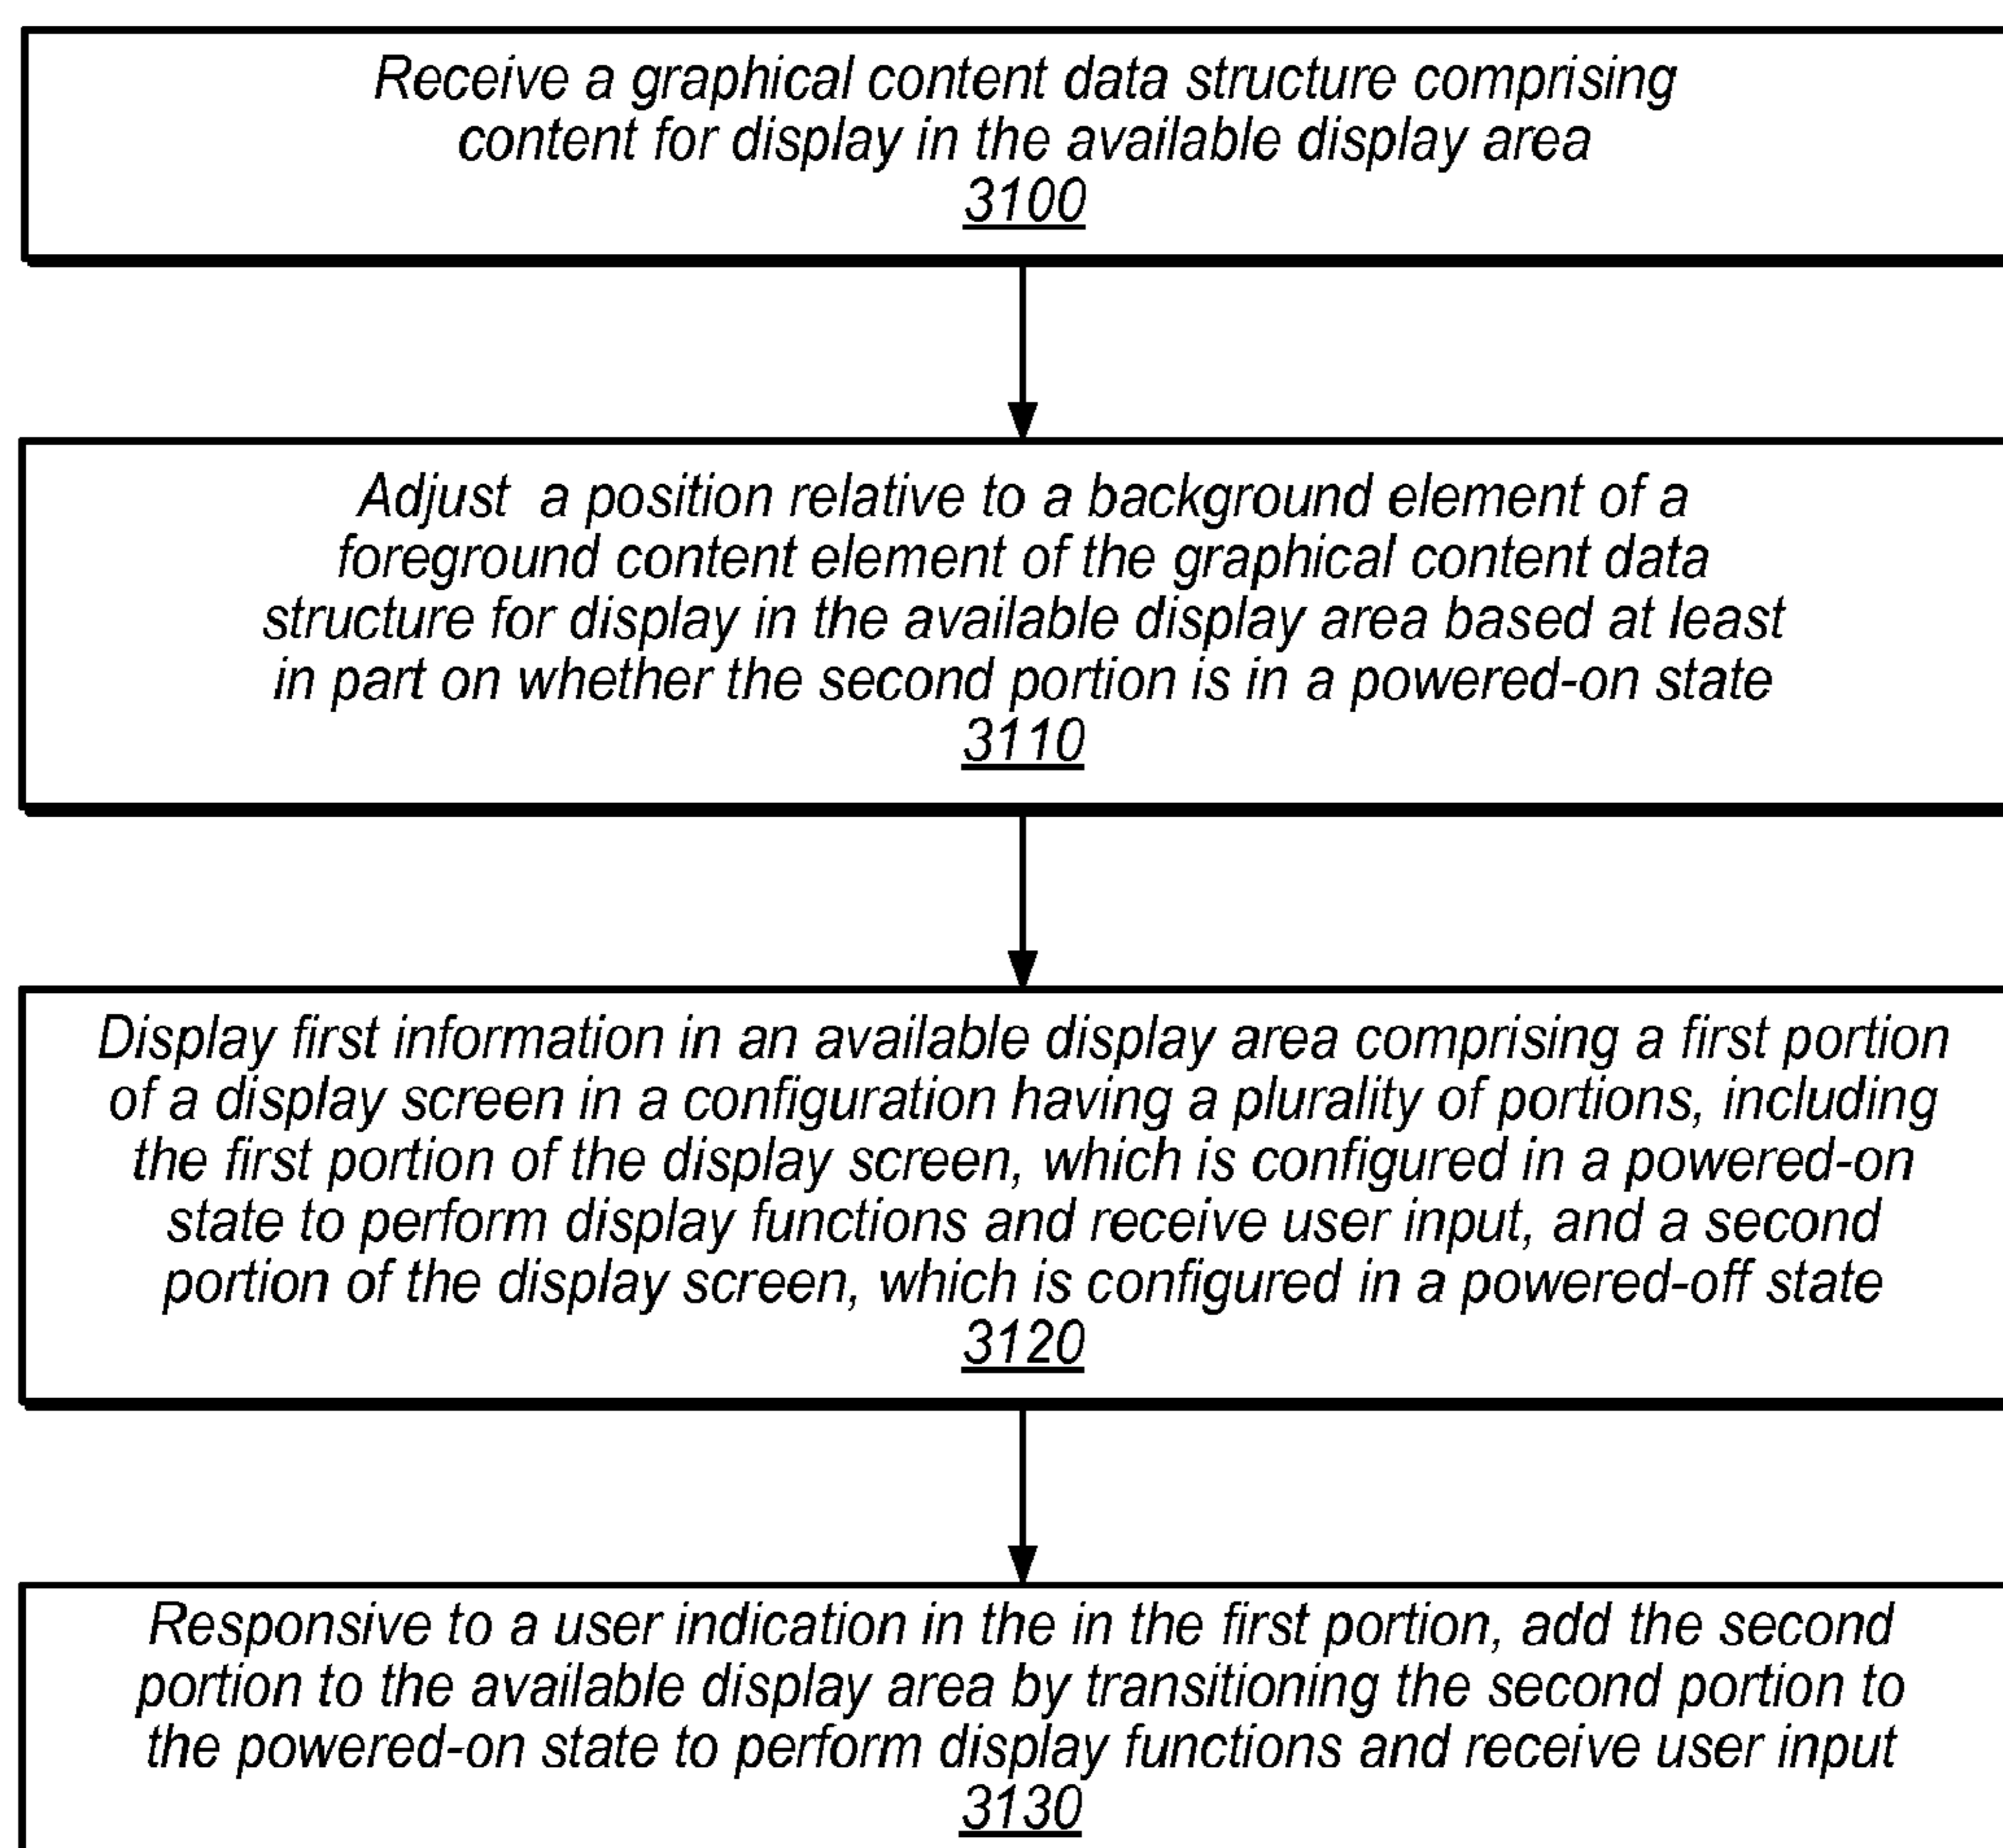 Receive a graphical content data structure comprising
content for display in the available display area
3100
Adjust a position relative to a background element of a
foreground content element of the graphical content data
structure for display in the available display area based at least
in part on whether the second portion is in a powered-on state
3110
Display first information in an available display area comprising a first portion
of a display screen in a configuration having a plurality of portions, including
the first portion of the display screen, which is configured in a powered-on
state to perform display functions and receive user input, and a second
portion of the display screen, which is configured in a powered-off state
3120
Responsive to a user indication in the in the first portion, add the second
portion to the available display area by transitioning the second portion to
the powered-on state to perform display functions and receive user input
3130